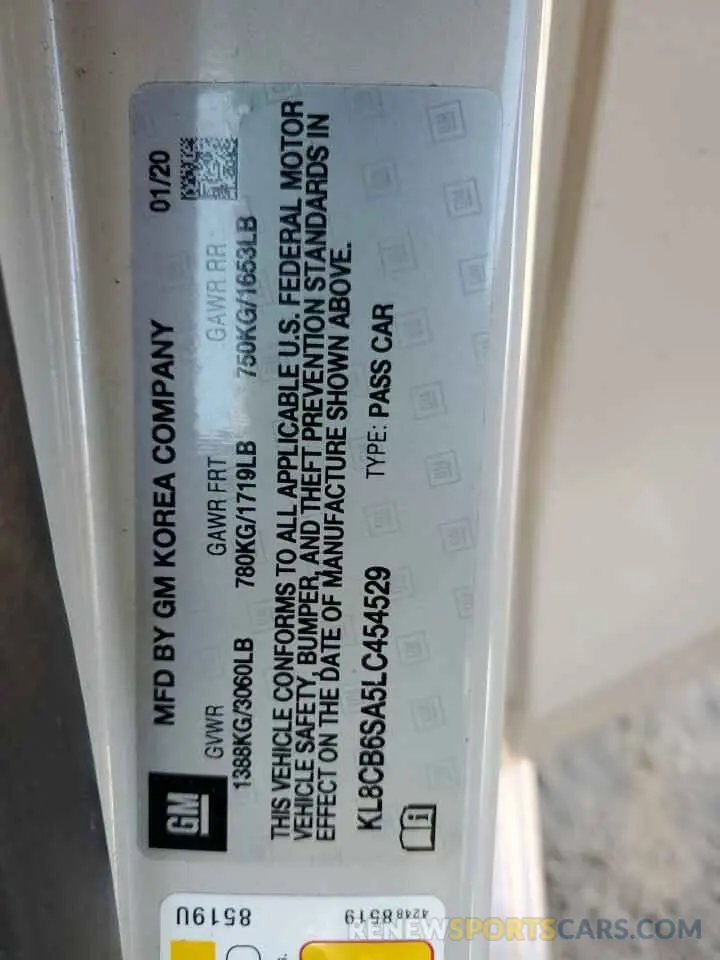 GM
MFD BY GM KOREA COMPANY 01/20
GVWR GAWR FRT GAWR RR
1388KG/3060LB 780KG/1719LB 750KG/1653LB
THIS VEHICLE CONFORMS TO ALL APPLICABLE U.S. FEDERAL MOTOR
VEHICLE SAFETY, BUMPER, AND THEFT PREVENTION STANDARDS IN
EFFECT ON THE DATE OF MANUFACTURE SHOWN ABOVE.
KL8CB6SA5LC454529 TYPE: PASS CAR
8519U
42488519
RENEWSPORTSCARS.COM